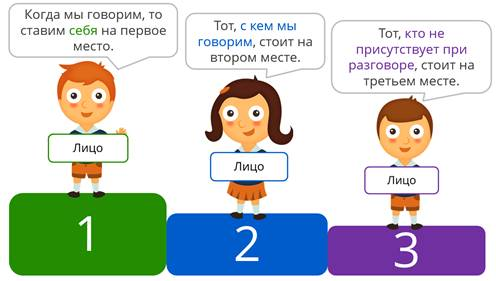 Когда мы говорим, то
ставим себя на первое
место.
Тот, с кем мы
говорим, стоит на
втором месте.
Тот, кто не
присутствует при
разговоре, стоит на
третьем месте.
Лицо
Лицо
Лицо
1
2
3